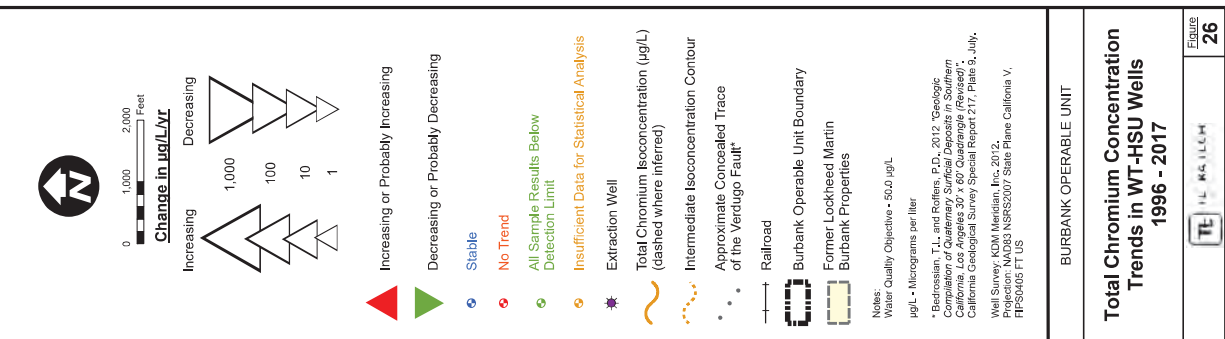 N
0 1,000 2,000
Feet
Change in µg/L/yr
Increasing Decreasing
1,000
100
10
1
Increasing or Probably Increasing
Decreasing or Probably Decreasing
Stable
No Trend
All Sample Results Below
Detection Limit
Insufficient Data for Statistical Analysis
Extraction Well
Total Chromium Isoconcentration (µg/L)
(dashed where inferred)
Intermediate Isoconcentration Contour
Approximate Concealed Trace
of the Verdugo Fault*
Railroad
Burbank Operable Unit Boundary
Former Lockheed Martin
Burbank Properties
Notes:
Water Qualtiy Objective - 50.0 µg/L
µg/L - Micrograms per liter
* Bedrossian, T.L. and Roffers, P.D., 2012 "Geologic
Compilation of Quaternary Surficial Deposits in Southern
California, Los Angeles 30' x 60' Quadrangle (Revised)".
California Geological Survey Special Report 217, Plate 9, July.
Well Survey: KDM Meridian, Inc. 2012.
Projection: NAD83 NSRS2007 State Plane California V,
FIPS0405 FT US
BURBANK OPERABLE UNIT
Total Chromium Concentration
Trends in WT-HSU Wells
1996 - 2017
Figure
26